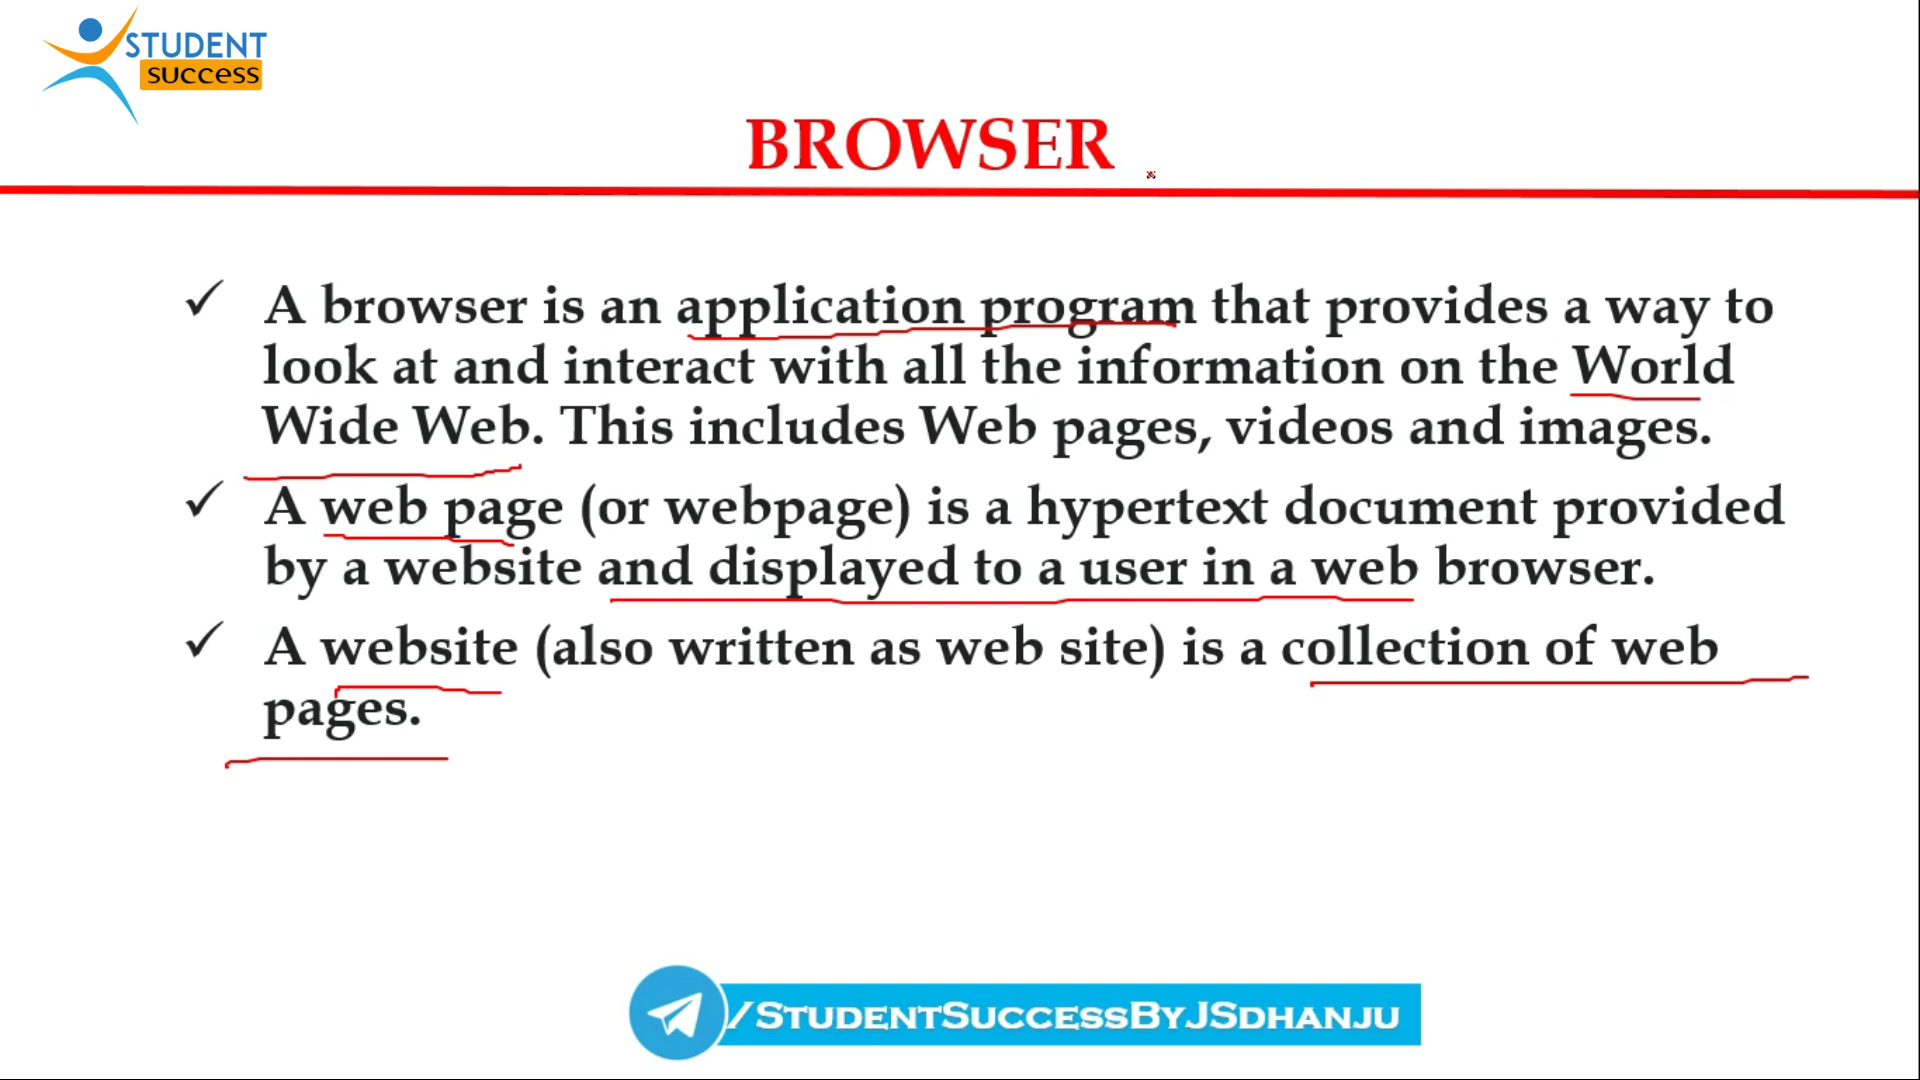 STUDENT
success
BROWSER
✓ A browser is an application program that provides a way to
look at and interact with all the information on the World
Wide Web. This includes Web pages, videos and images.
✓ A web page (or webpage) is a hypertext document provided
by a website and displayed to a user in a web browser.
✓ A website (also written as web site) is a collection of web
pages.
/STUDENTSUCCESSBYJSDHANJU